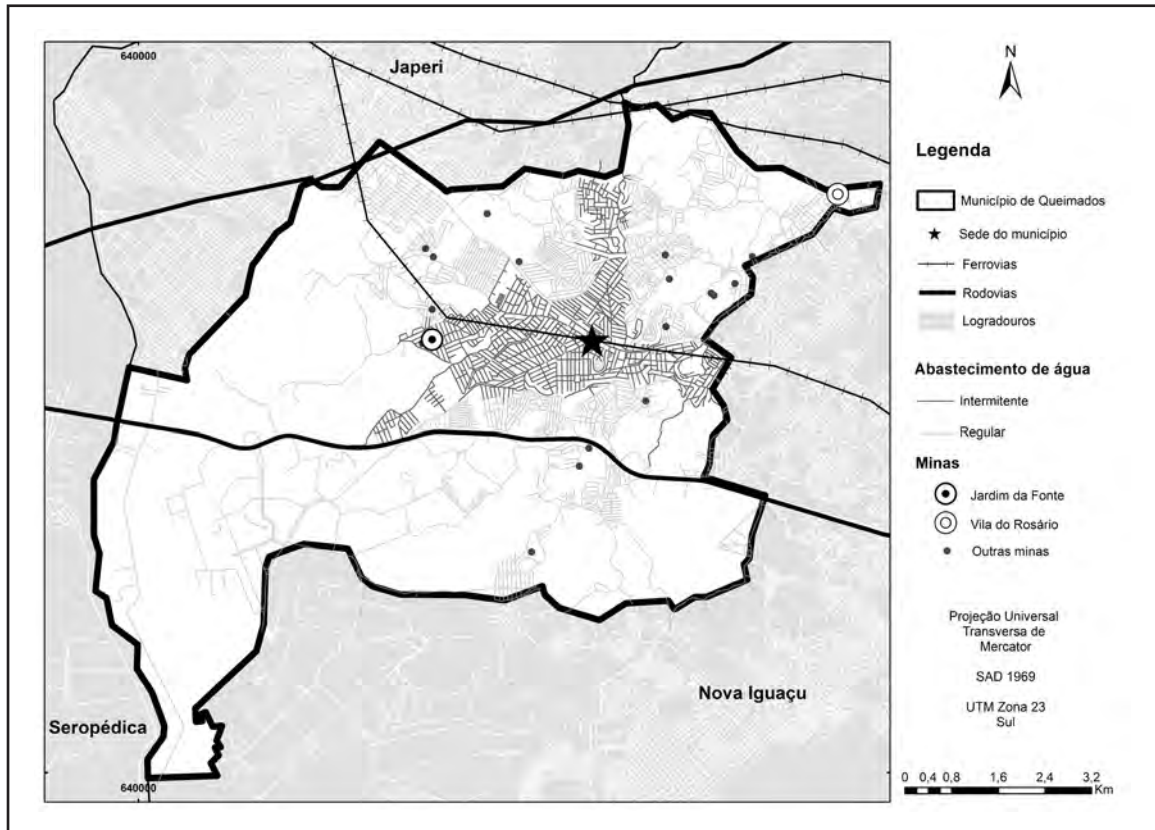 640000
Japeri
N
Legenda
Município de Queimados
Sede do município
Ferrovias
Rodovias
Logradouros
Abastecimento de água
Intermitente
Regular
Minas
Jardim da Fonte
Vila do Rosário
Outras minas
Projeção Universal
Transversa de
Mercator
SAD 1969
UTM Zona 23
Sul
Nova Iguaçu
Seropédica
640000
0 0,4 0,8 1,6 2,4 3,2
Km